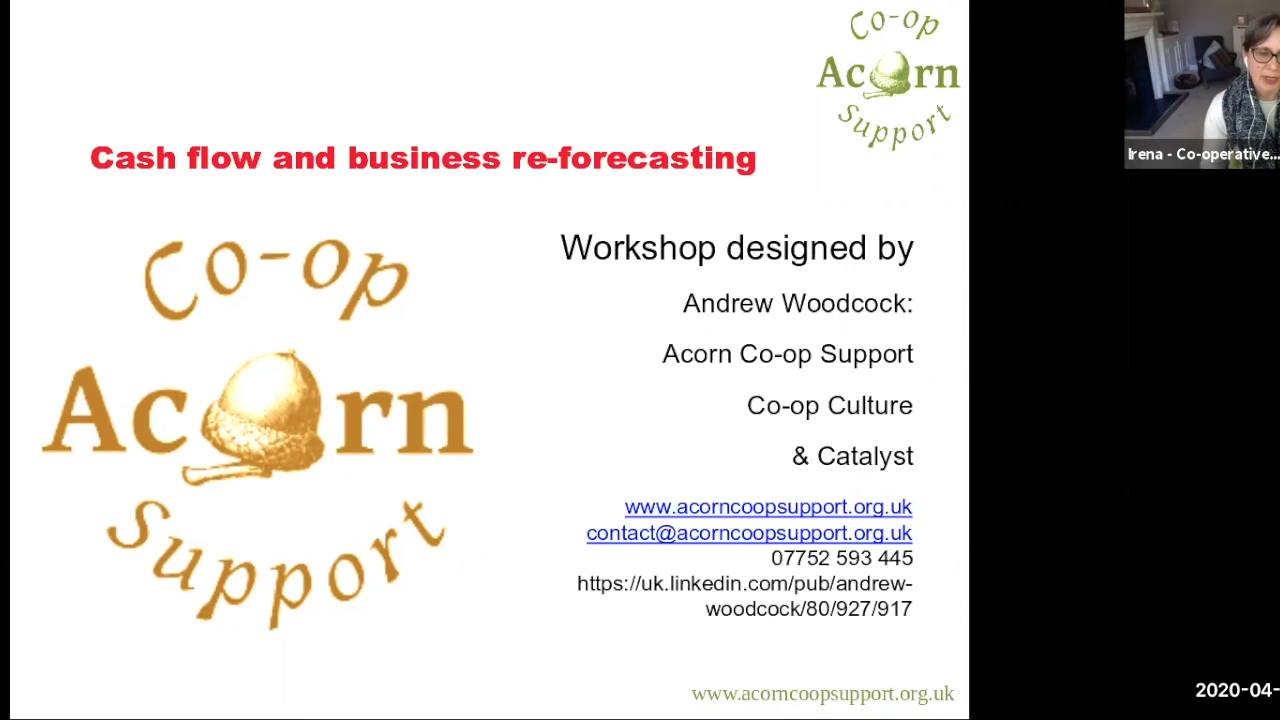 Co-op
Acorn
Support
Cash flow and business re-forecasting
Irena - Co-operative...
Co-op
Acorn
Support
Workshop designed by
Andrew Woodcock:
Acorn Co-op Support
Co-op Culture
& Catalyst
www.acorncoopsupport.org.uk
contact@acorncoopsupport.org.uk
07752 593 445
https://uk.linkedin.com/pub/andrew-
woodcock/80/927/917
www.acorncoopsupport.org.uk
2020-04-